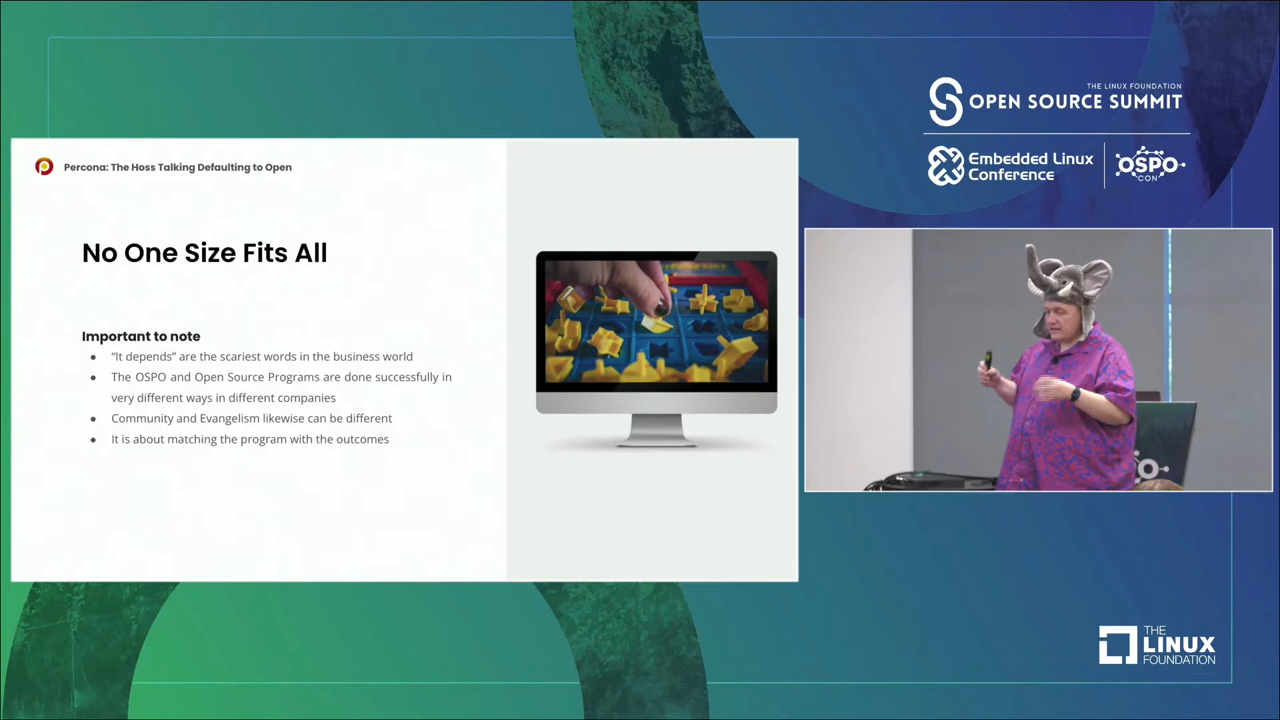 Percona: The Hoss Talking Defaulting to Open
No One Size Fits All
Important to note
● “It depends” are the scariest words in the business world
● The OSPO and Open Source Programs are done successfully in
very different ways in different companies
● Community and Evangelism likewise can be different
● It is about matching the program with the outcomes
THE LINUX FOUNDATION
OPEN SOURCE SUMMIT
Embedded Linux
Conference
OSPO
CON
THE
LINUX
FOUNDATION